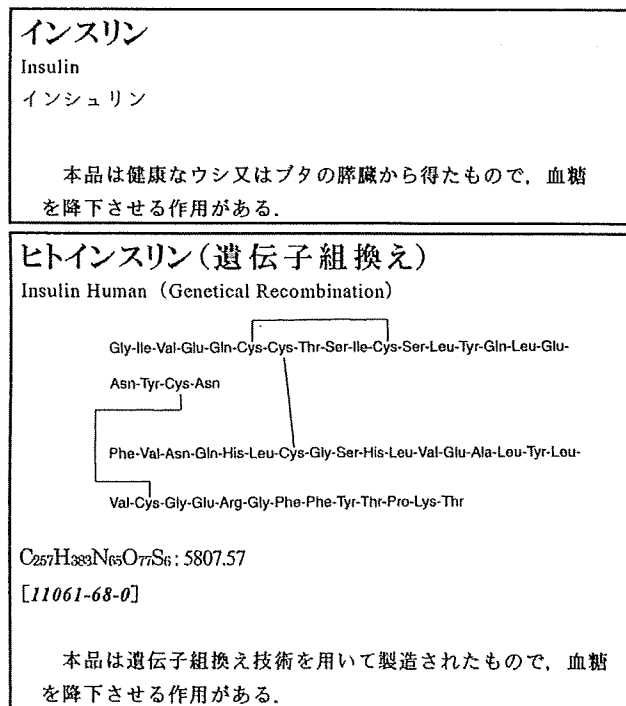 インスリン
Insulin
インシュリン
本品は健康なウシ又はブタの膵臓から得たもので，血糖
を降下させる作用がある．
ヒトインスリン（遺伝子組換え）
Insulin Human（Genetical Recombination）
Gly-Ile-Val-Glu-Gln-Cys-Cys-Thr-Ser-Ile-Cys-Ser-Leu-Tyr-Gln-Leu-Glu-
Asn-Tyr-Cys-Asn
Phe-Val-Asn-Gln-His-Leu-Cys-Gly-Ser-His-Leu-Val-Glu-Ala-Leu-Tyr-Leu-
Val-Cys-Gly-Glu-Arg-Gly-Phe-Phe-Tyr-Thr-Pro-Lys-Thr
C257H383N65O77S6 : 5807.57
[11061-68-0]
本品は遺伝子組換え技術を用いて製造されたもので，血糖
を降下させる作用がある．